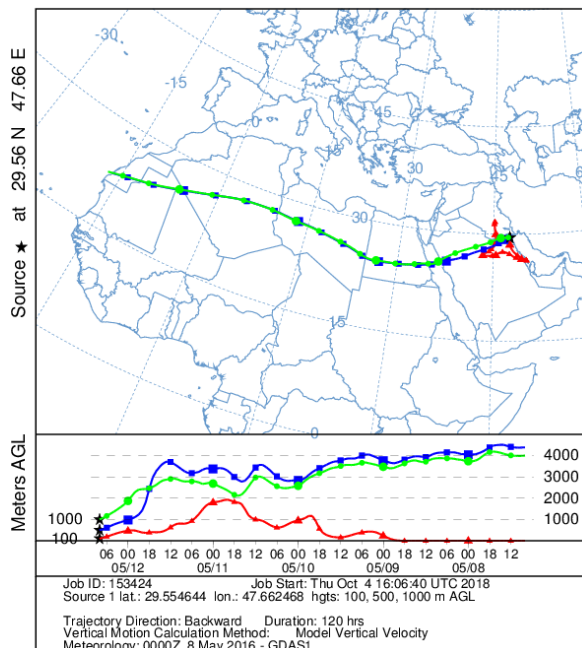 -30
-15
0
15
30
45
60
15
30
15
0
0
Source ★ at 29.56 N 47.66 E
Meters AGL
4000
3000
2000
1000
1000
100
06 00 18 12 06 00 18 12 06 00 18 12 06 00 18 12 06 00 18 12
05/12 05/11 05/10 05/09 05/08
Job ID: 153424 Job Start: Thu Oct 4 16:06:40 UTC 2018
Source 1 lat.: 29.554644 lon.: 47.662468 hgts: 100, 500, 1000 m AGL
Trajectory Direction: Backward Duration: 120 hrs
Vertical Motion Calculation Method: Model Vertical Velocity
Meteorology: 0000Z 8 May 2016 - GDAS1